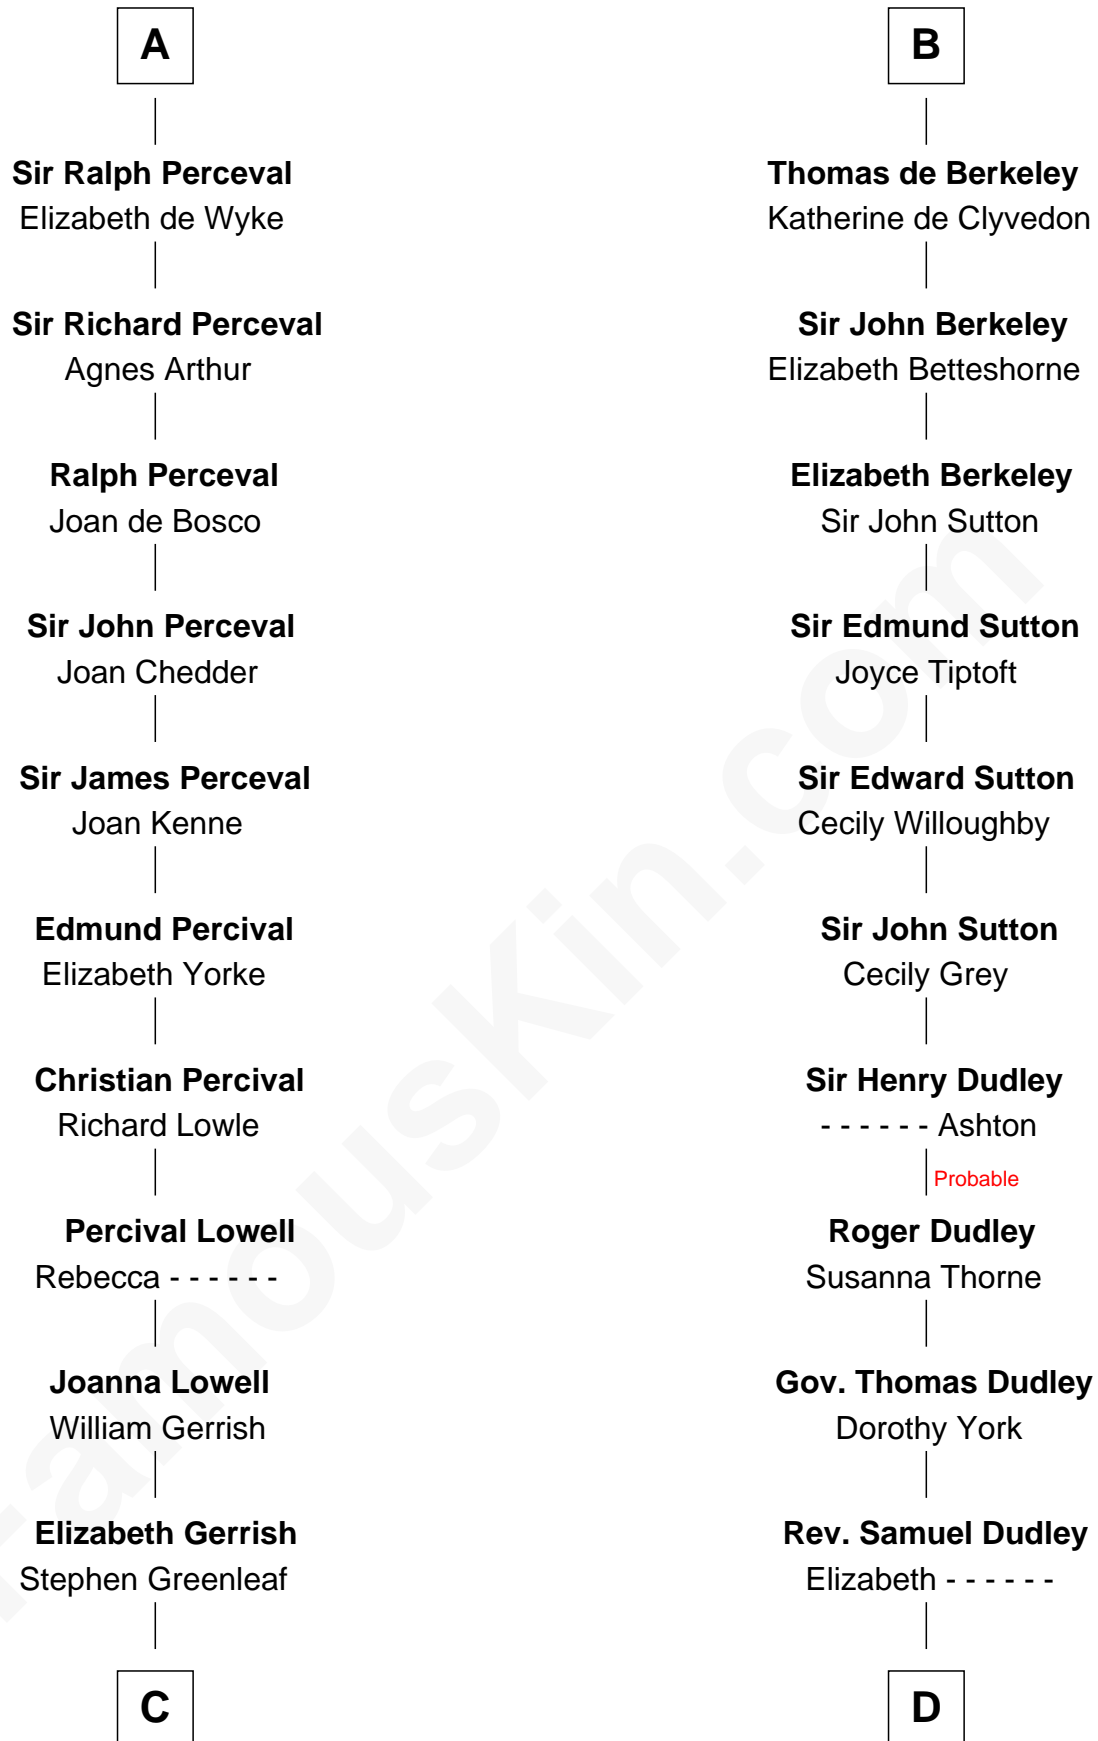 A
Sir Ralph Perceval
Elizabeth de Wyke
Sir Richard Perceval
Agnes Arthur
Ralph Perceval
Joan de Bosco
Sir John Perceval
Joan Chedder
Sir James Perceval
Joan Kenne
Edmund Percival
Elizabeth Yorke
Christian Percival
Richard Lowle
Percival Lowell
Rebecca - - - - - -
Joanna Lowell
William Gerrish
Elizabeth Gerrish
Stephen Greenleaf
C
B
Thomas de Berkeley
Katherine de Clyvedon
Sir John Berkeley
Elizabeth Betteshorne
Elizabeth Berkeley
Sir John Sutton
Sir Edmund Sutton
Joyce Tiptoft
Sir Edward Sutton
Cecily Willoughby
Sir John Sutton
Cecily Grey
Sir Henry Dudley
- - - - - - Ashton
Probable
Roger Dudley
Susanna Thorne
Gov. Thomas Dudley
Dorothy York
Rev. Samuel Dudley
Elizabeth - - - - - -
D
FamousKin.com